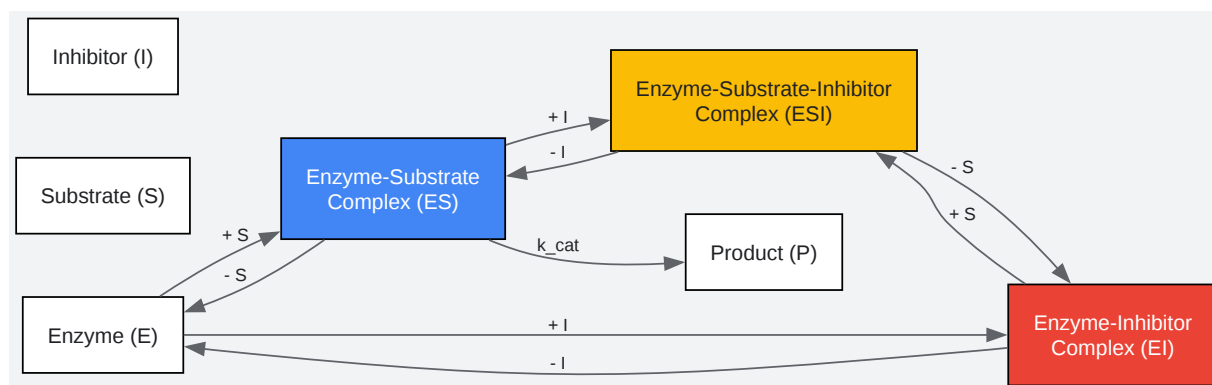 Inhibitor (I)
Enzyme-Substrate-Inhibitor
Complex (ESI)
+ I
- I
Enzyme-Substrate
Complex (ES)
- S
Substrate (S)
+ S
+ S
Product (P)
k_cat
- S
Enzyme (E)
+ I
Enzyme-Inhibitor
Complex (EI)
- I